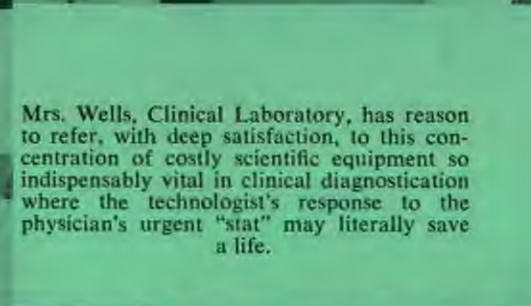 Mrs. Wells, Clinical Laboratory, has reason
to refer, with deep satisfaction, to this con-
centration of costly scientific equipment so
indispensably vital in clinical diagnostication
where the technologist's response to the
physician's urgent "stat" may literally save
a life.